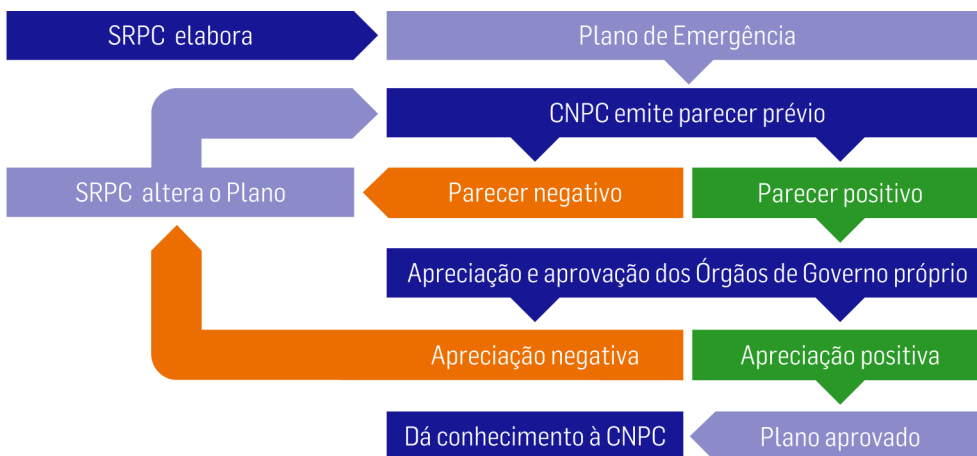 SRPC elabora
Plano de Emergência
CNPC emite parecer prévio
SRPC altera o Plano
Parecer negativo
Parecer positivo
Apreciação e aprovação dos Órgãos de Governo próprio
Apreciação negativa
Apreciação positiva
Dá conhecimento à CNPC
Plano aprovado